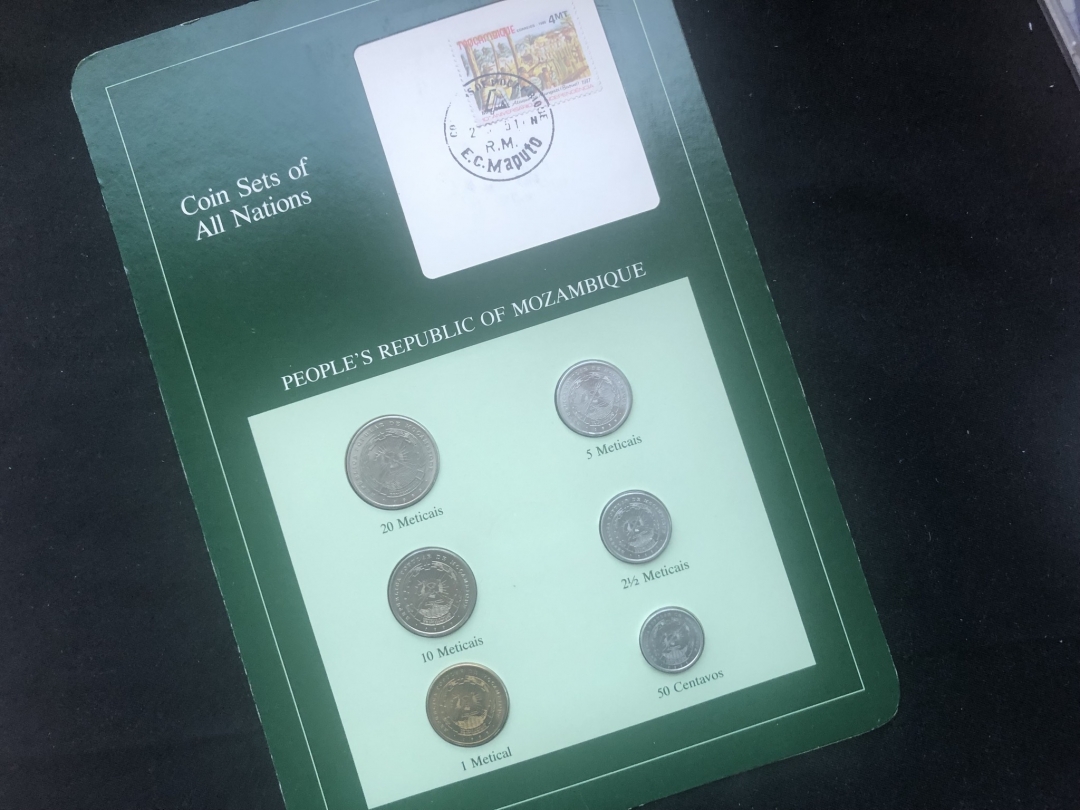 4MT
MOÇAMBIQUE
R.M.
E.C. Maputo
Coin Sets of
All Nations
PEOPLE'S REPUBLIC OF MOZAMBIQUE
20 Meticais
5 Meticais
10 Meticais
2½ Meticais
1 Metical
50 Centavos